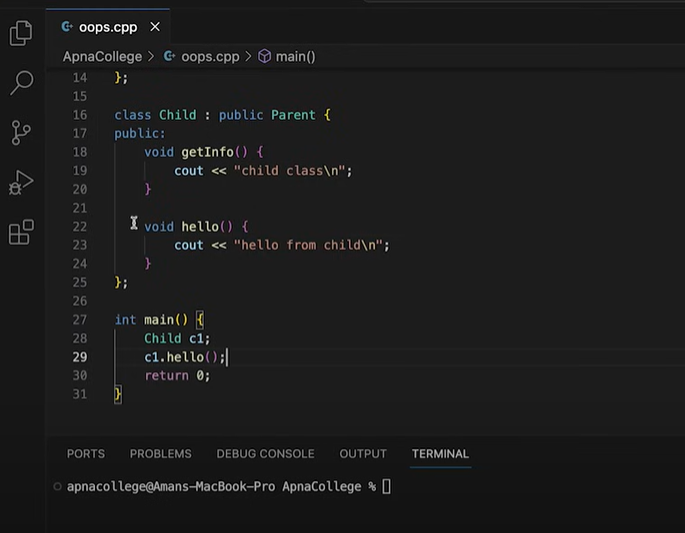 oops.cpp
ApnaCollege > oops.cpp > main()
14 };
15
16 class Child : public Parent {
17 public:
18 void getInfo() {
19 cout << "child class\n";
20 }
21
22 void hello() {
23 cout << "hello from child\n";
24 }
25 };
26
27 int main() {
28 Child c1;
29 c1.hello();
30 return 0;
31 }
PORTS PROBLEMS DEBUG CONSOLE OUTPUT TERMINAL
apnacollege@Amans-MacBook-Pro ApnaCollege %